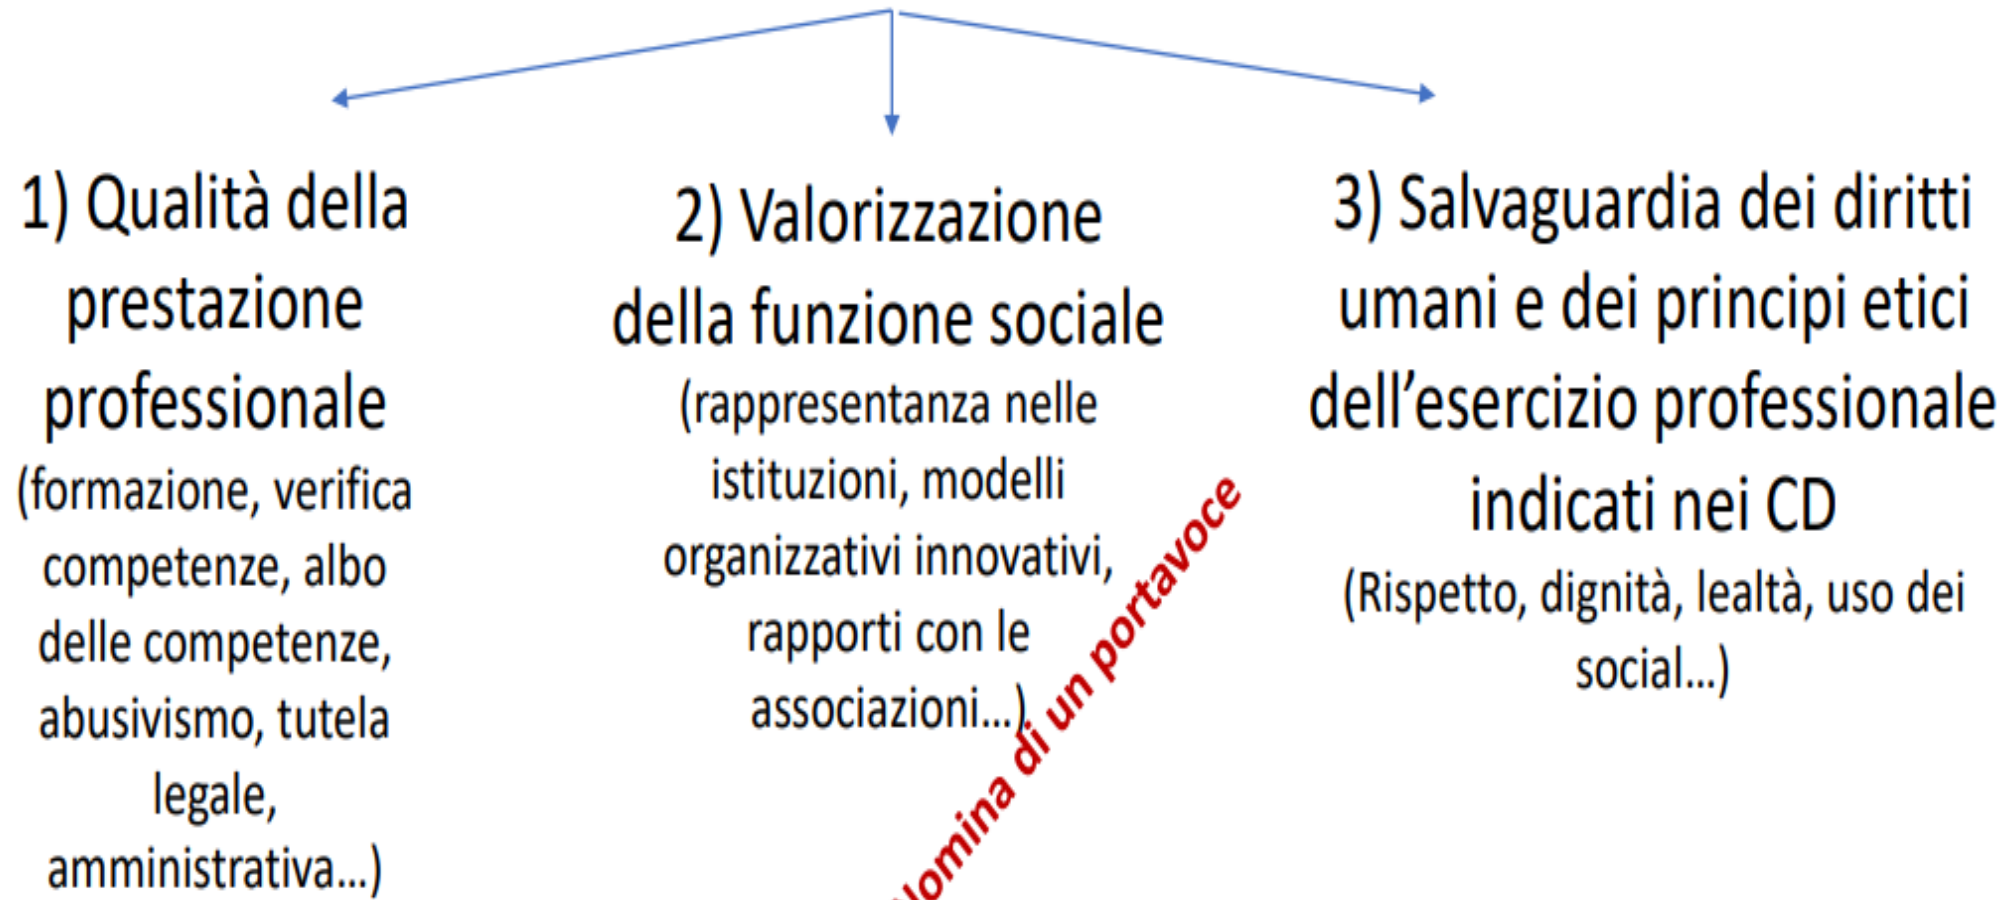 1) Qualità della
prestazione
professionale
(formazione, verifica
competenze, albo
delle competenze,
abusivismo, tutela
legale,
amministrativa...)
2) Valorizzazione
della funzione sociale
(rappresentanza nelle
istituzioni, modelli
organizzativi innovativi,
rapporti con le
associazioni...)
3) Salvaguardia dei diritti
umani e dei principi etici
dell’esercizio professionale
indicati nei CD
(Rispetto, dignità, lealtà, uso dei
social...)
Nomina di un portavoce